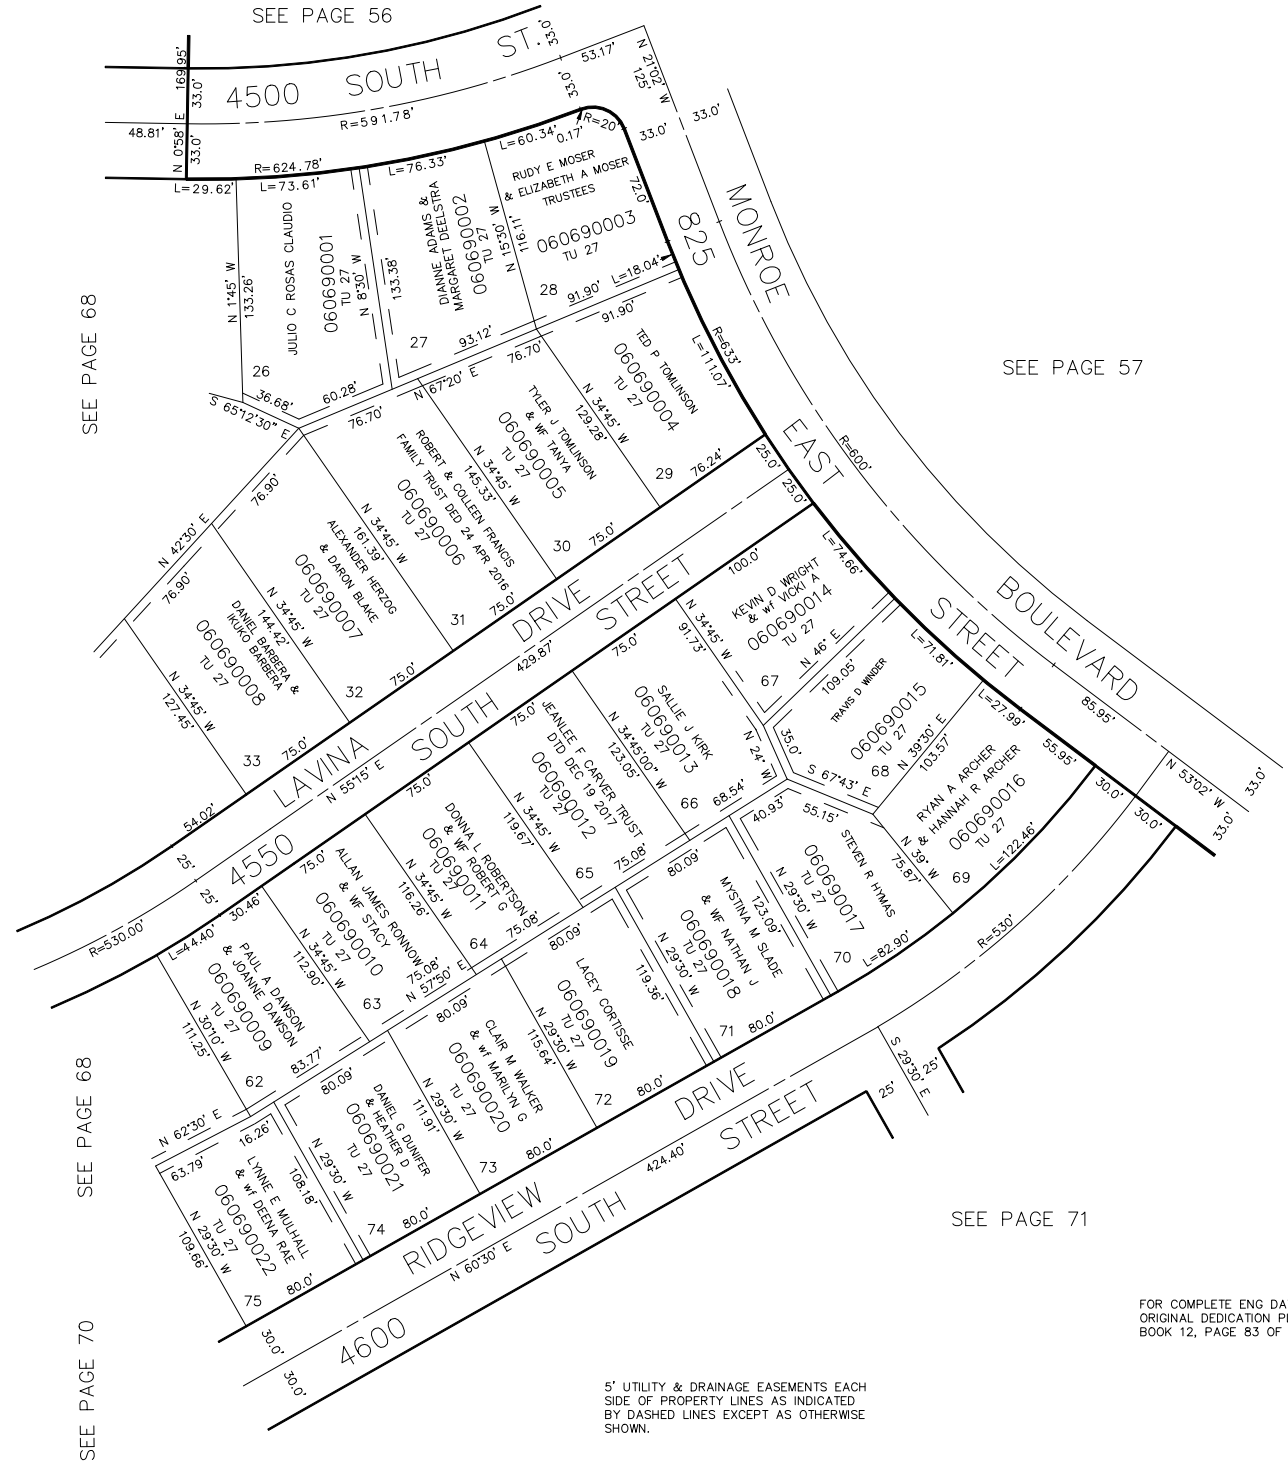 SEE PAGE 56
4500 SOUTH ST.
33.0'
53.17'
N 21°02' W
125'
N 0°58' E 169.95'
33.0'
33.0'
48.81'
R=591.78'
33.0'
R=20'
33.0'
33.0'
L=60.34'
0.17'
R=624.78'
L=76.33'
L=29.62'
L=73.61'
72.0'
825 EAST STREET
MONROE BOULEVARD
SEE PAGE 68
SEE PAGE 57
N 1°45' W
133.26'
JULIO C ROSAS CLAUDIO
060690001
TU 27
N 8°30' W
133.38'
26
DIANNE ADAMS &
MARGARET DEELSTRA
060690002
TU 27
N 15°30' W
116.11'
27
RUDY E MOSER
& ELIZABETH A MOSER
TRUSTEES
060690003
TU 27
28
91.90'
L=18.04'
91.90'
93.12'
76.70'
N 67°20' E
60.28'
36.68'
S 65°12'30" E
76.70'
TED P TOMLINSON
060690004
TU 27
R=633'
L=111.07'
N 34°45' W
129.28'
29
76.24'
25.0'
25.0'
TYLER J TOMLINSON
& WF TANYA
060690005
TU 27
N 34°45' W
145.33'
30
75.0'
ROBERT & COLLEEN FRANCIS
FAMILY TRUST DED 24 APR 2016
060690006
TU 27
N 34°45' W
161.39'
31
75.0'
76.90'
N 42°30' E
ALEXANDER HERZOG
& DARON BLAKE
060690007
TU 27
N 34°45' W
144.42'
32
75.0'
76.90'
DANIEL BARBERA &
IKUKO BARBERA
060690008
TU 27
N 34°45' W
127.45'
33
75.0'
54.02'
LAVINA DRIVE
4550 SOUTH STREET
N 55°15' E
429.87'
25'
25'
R=530.00'
R=600'
100.0'
L=74.66'
KEVIN D WRIGHT
& wf VICKI A
060690014
TU 27
N 34°45' W
91.73'
67
N 46° E
109.05'
75.0'
SALLIE J KIRK
060690013
TU 27
N 34°45'00" W
123.05'
66
68.54'
N 24° W
35.0'
L=71.81'
TRAVIS D WINDER
060690015
TU 27
68
S 67°43' E
N 39°30' E
103.57'
L=27.99'
55.95'
85.95'
N 53°02' W
33.0'
33.0'
30.0'
30.0'
RYAN A ARCHER
& HANNAH R ARCHER
060690016
TU 27
N 39° W
75.87'
69
L=122.46'
75.0'
JEANLEE F CARVER TRUST
DTD DEC 19 2017
060690012
TU 27
N 34°45' W
119.67'
65
75.08'
75.0'
DONNA L ROBERTSON
& WF ROBERT G
060690011
TU 27
N 34°45' W
116.26'
64
75.08'
75.0'
ALLAN JAMES RONNOW
& WF STACY
060690010
TU 27
N 34°45' W
112.90'
63
75.08'
N 57°50' E
30.46'
L=44.40'
PAUL A DAWSON
& JOANNE DAWSON
060690009
TU 27
N 30°10' W
111.25'
62
83.77'
N 62°30' E
40.93'
55.15'
STEVEN R HYMAS
060690017
TU 27
N 29°30' W
123.09'
70
L=82.90'
80.09'
MYSTINA M SLADE
& WF NATHAN J
060690018
TU 27
N 29°30' W
119.36'
71
80.0'
80.09'
LACEY CORTISSE
060690019
TU 27
N 29°30' W
115.64'
72
80.0'
80.09'
CLAIR M WALKER
& wf MARILYN G
060690020
TU 27
N 29°30' W
111.91'
73
80.0'
80.09'
DANIEL G DUNIFER
& HEATHER D
060690021
TU 27
N 29°30' W
108.18'
74
80.0'
16.26'
63.79'
LYNNE E MULHALL
& wf DEENA RAE
060690022
TU 27
N 29°30' W
109.66'
75
80.0'
R=530'
RIDGEVIEW DRIVE
4600 SOUTH STREET
N 60°30' E
424.40'
30.0'
30.0'
S 29°30' E
25'
25'
SEE PAGE 68
SEE PAGE 71
SEE PAGE 70
FOR COMPLETE ENG DA
ORIGINAL DEDICATION P
BOOK 12, PAGE 83 OF
5' UTILITY & DRAINAGE EASEMENTS EACH
SIDE OF PROPERTY LINES AS INDICATED
BY DASHED LINES EXCEPT AS OTHERWISE
SHOWN.